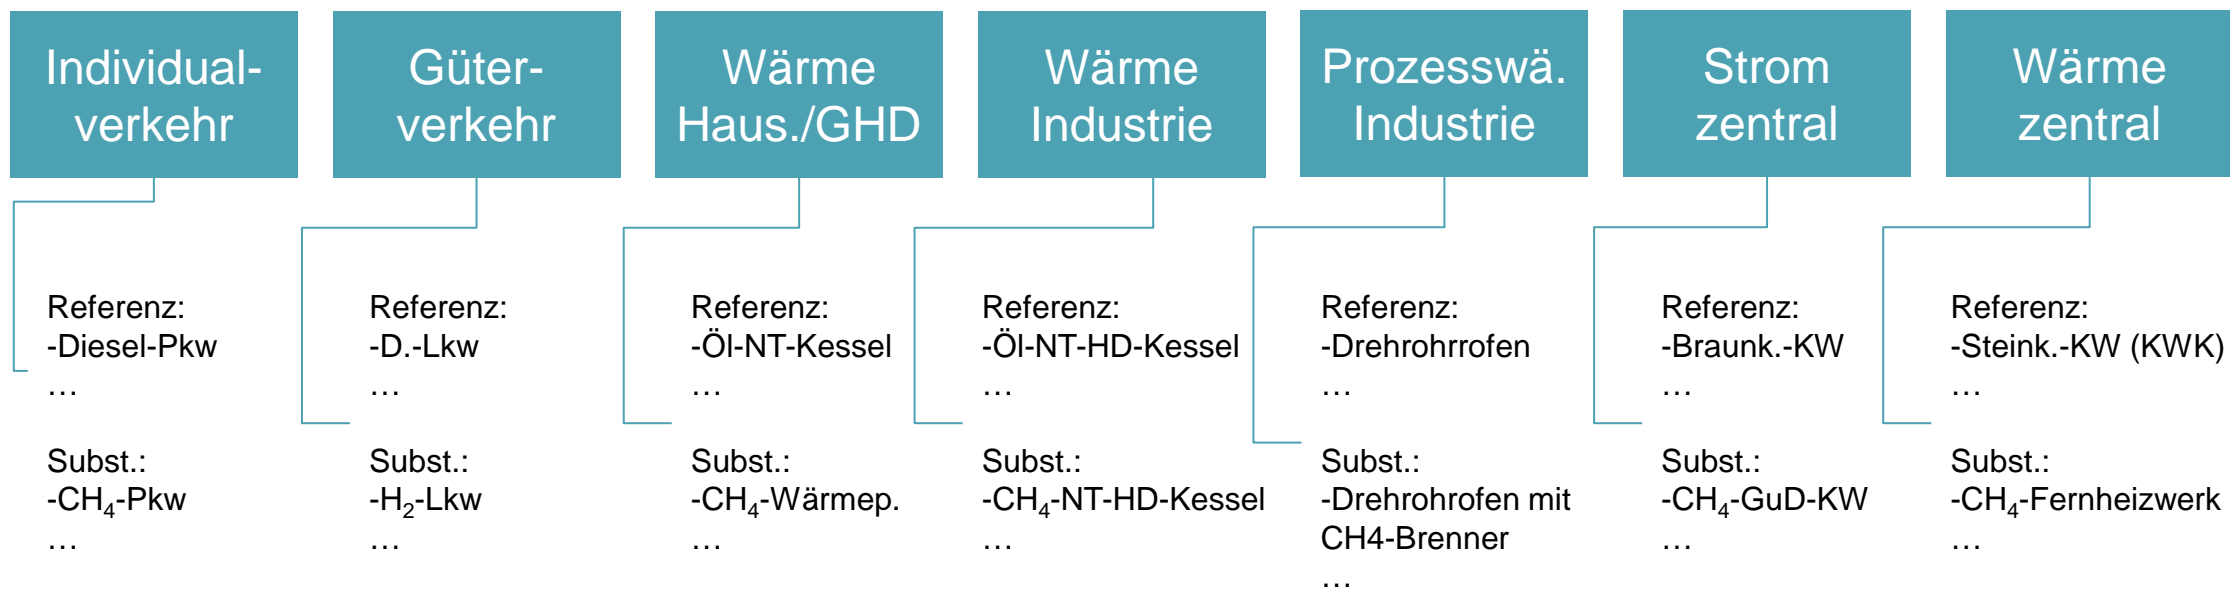 Individual-
verkehr
Güter-
verkehr
Wärme
Haus./GHD
Wärme
Industrie
Prozesswä.
Industrie
Strom
zentral
Wärme
zentral
Referenz:
-Diesel-Pkw
…
Subst.:
-CH₄-Pkw
…
Referenz:
-D.-Lkw
…
Subst.:
-H₂-Lkw
…
Referenz:
-Öl-NT-Kessel
…
Subst.:
-CH₄-Wärmep.
…
Referenz:
-Öl-NT-HD-Kessel
…
Subst.:
-CH₄-NT-HD-Kessel
…
Referenz:
-Drehrohrrofen
…
Subst.:
-Drehrohrofen mit
CH4-Brenner
…
Referenz:
-Braunk.-KW
…
Subst.:
-CH₄-GuD-KW
…
Referenz:
-Steink.-KW (KWK)
…
Subst.:
-CH₄-Fernheizwerk
…